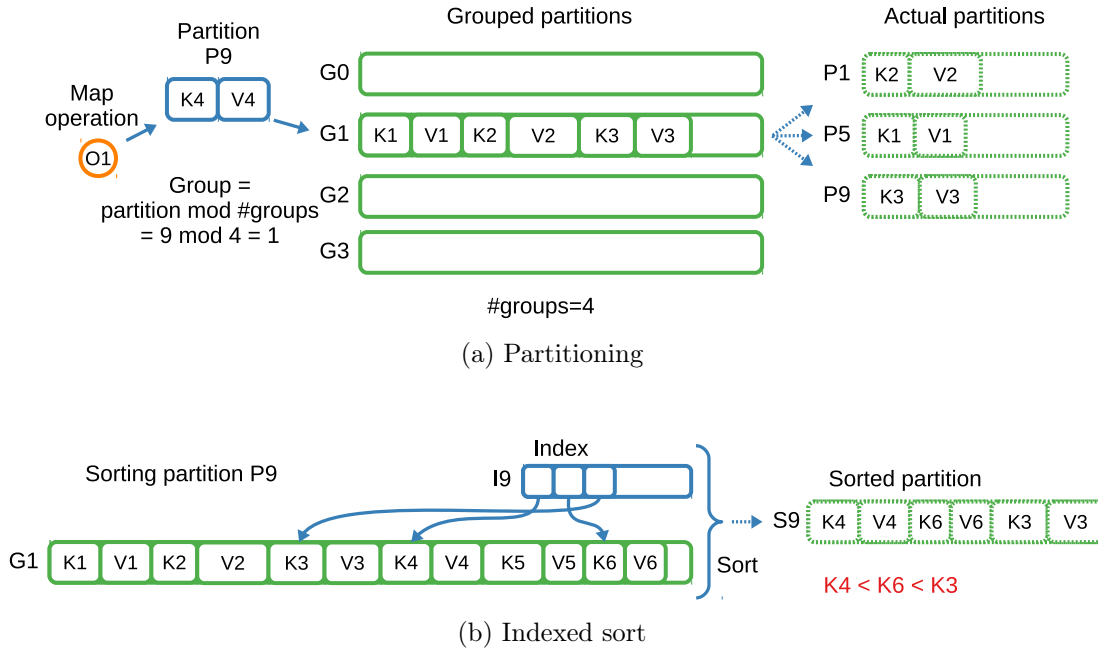 Grouped partitions
Actual partitions
Partition
P9
K4 V4
Map
operation
O1
Group =
partition mod #groups
= 9 mod 4 = 1
G0
G1 K1 V1 K2 V2 K3 V3
G2
G3
#groups=4
P1 K2 V2
P5 K1 V1
P9 K3 V3
(a) Partitioning
Sorting partition P9
Index
I9
G1 K1 V1 K2 V2 K3 V3 K4 V4 K5 V5 K6 V6
Sort
Sorted partition
S9 K4 V4 K6 V6 K3 V3
K4 < K6 < K3
(b) Indexed sort